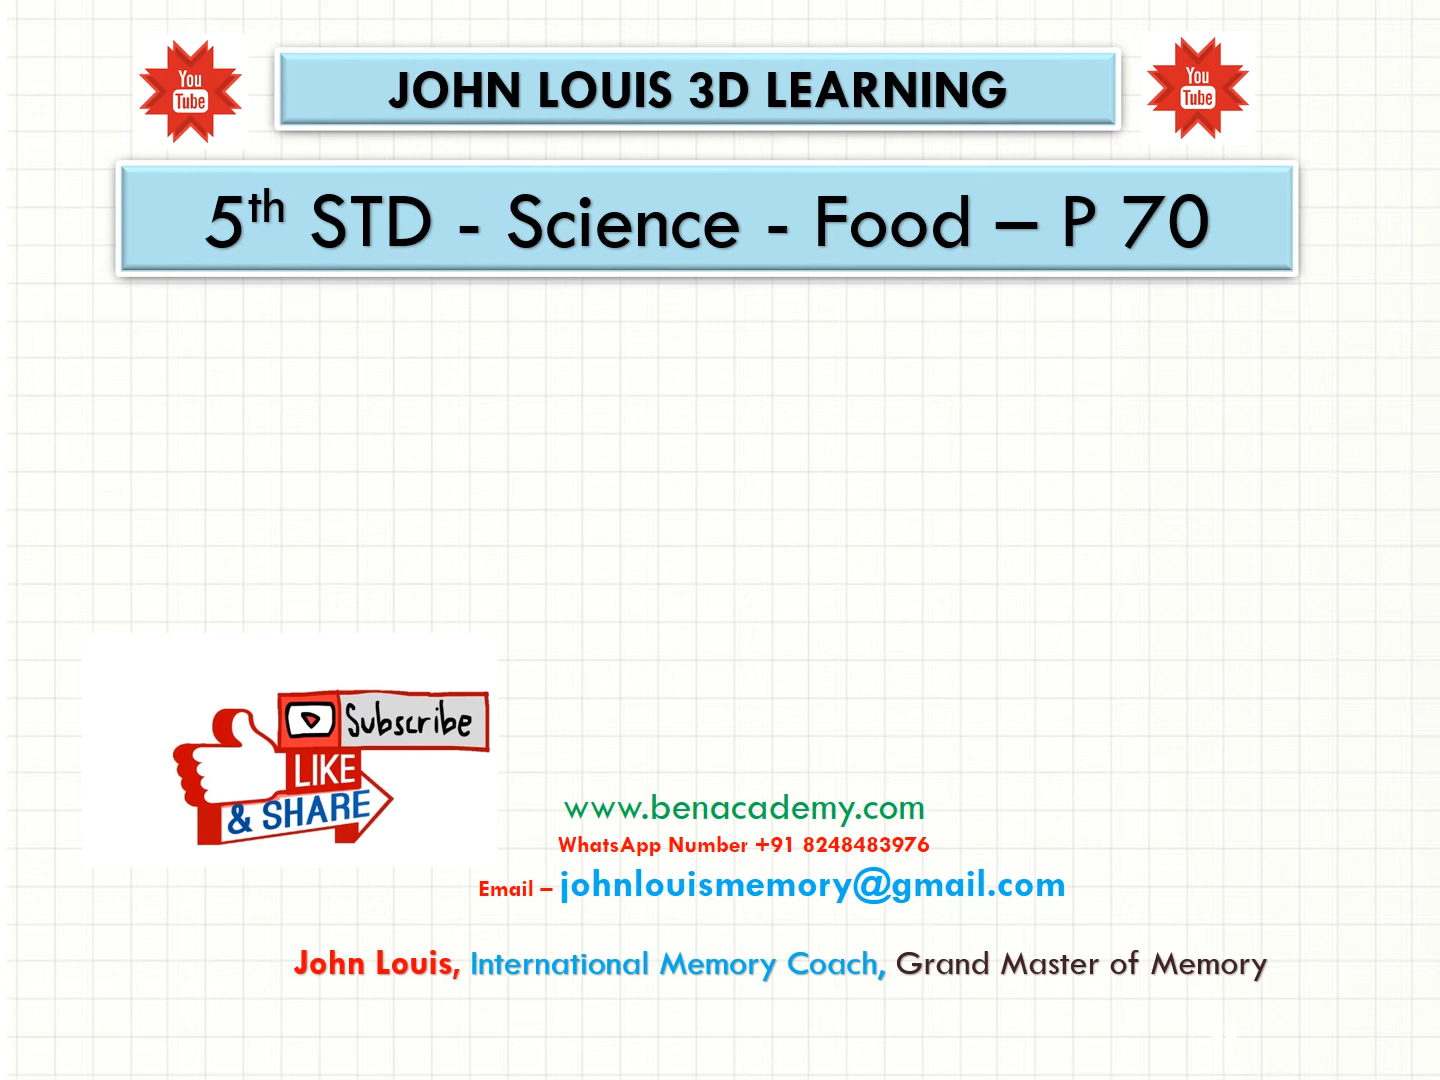 You Tube
JOHN LOUIS 3D LEARNING
You Tube
5th STD - Science - Food – P 70
Subscribe
LIKE
& SHARE
www.benacademy.com
WhatsApp Number +91 8248483976
Email – johnlouismemory@gmail.com
John Louis, International Memory Coach, Grand Master of Memory